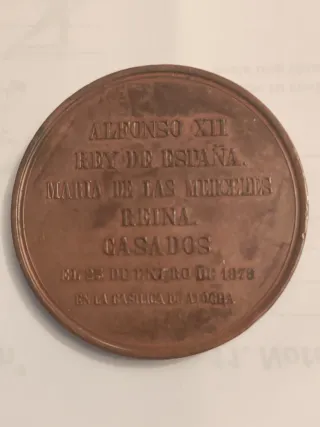 ALFONSO XII
REY DE ESPAÑA.
MARIA DE LAS MERCEDES
REINA.
CASADOS
EL 23 DE ENERO DE 1878
EN LA BASILICA DE ATOCHA.